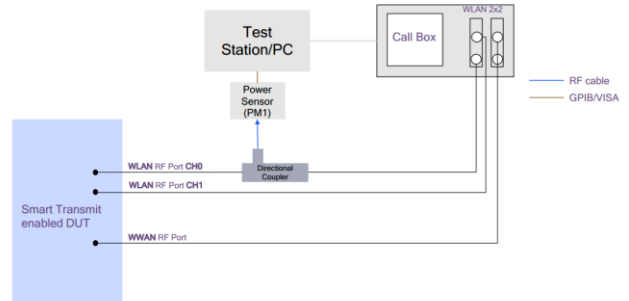 WLAN 2x2
Test
Station/PC
Call Box
Power
Sensor
(PM1)
RF cable
GPIB/VISA
WLAN RF Port CH0
Directional
Coupler
WLAN RF Port CH1
Smart Transmit
enabled DUT
WWAN RF Port